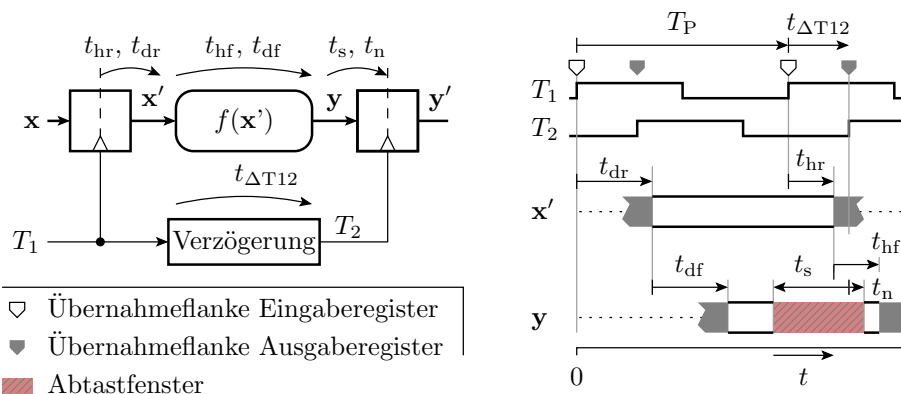 t_hr, t_dr t_hf, t_df t_s, t_n
x x′ f(x') y y′
t_ΔT12
T_1 Verzögerung T_2
Übernahmeflanke Eingaberegister
Übernahmeflanke Ausgaberegister
Abtastfenster
T_P t_ΔT12
T_1
T_2
t_dr t_hr
x′
t_hf
t_df t_s t_n
y
0 t